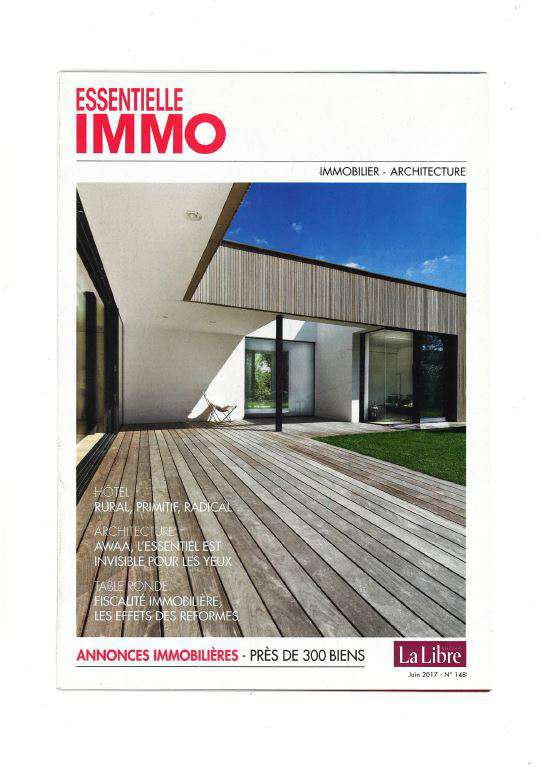 ESSENTIELLE
IMMO
IMMOBILIER - ARCHITECTURE
HÔTEL
RURAL, PRIMITIF, RADICAL
ARCHITECTURE
AWAA, L'ESSENTIEL EST
INVISIBLE POUR LES YEUX
TABLE RONDE
FISCALITÉ IMMOBILIÈRE,
LES EFFETS DES RÉFORMES
ANNONCES IMMOBILIÈRES - PRÈS DE 300 BIENS
La Libre
Juin 2017 - N° 148